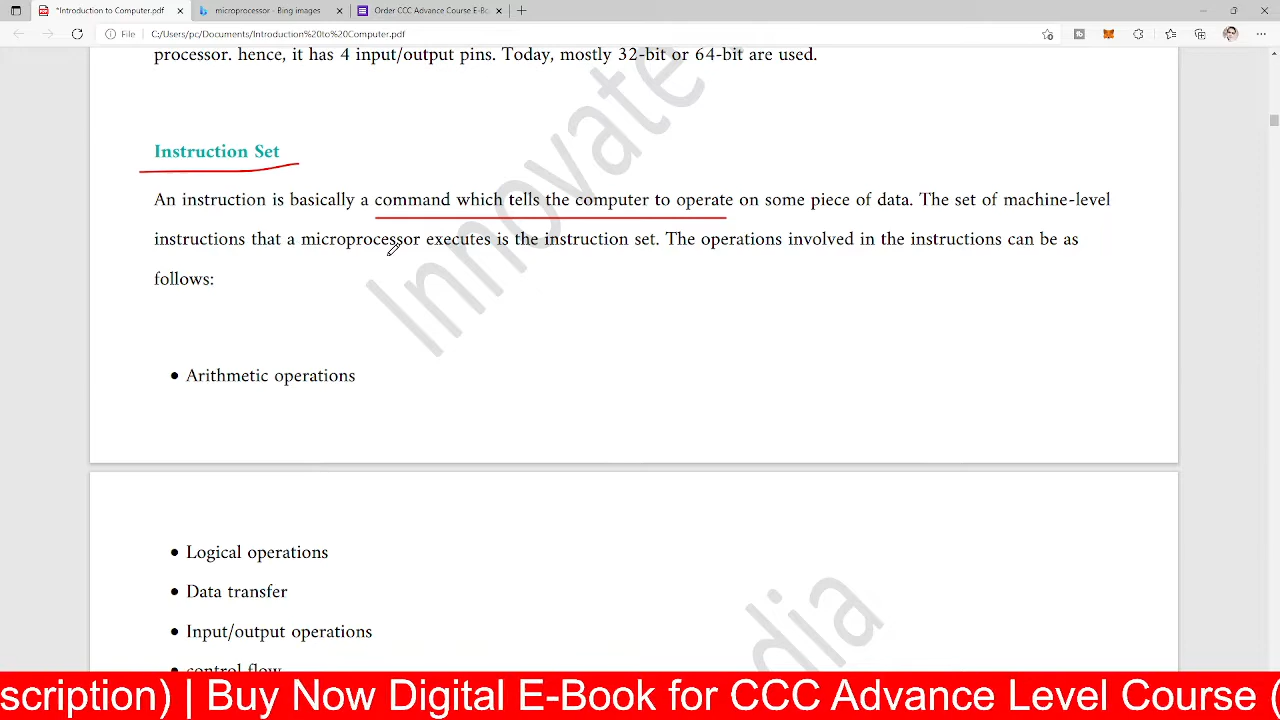 *Introduction to Computer.pdf
microprocessor - Bing images
Order CCC Advance Course E-Bo
File
C:/Users/pc/Documents/Introduction%20to%20Computer.pdf
processor. hence, it has 4 input/output pins. Today, mostly 32-bit or 64-bit are used.
Instruction Set
An instruction is basically a command which tells the computer to operate on some piece of data. The set of machine-level
instructions that a microprocessor executes is the instruction set. The operations involved in the instructions can be as
follows:
• Arithmetic operations
Innovate
• Logical operations
• Data transfer
• Input/output operations
• control flow
dia
scription) | Buy Now Digital E-Book for CCC Advance Level Course (